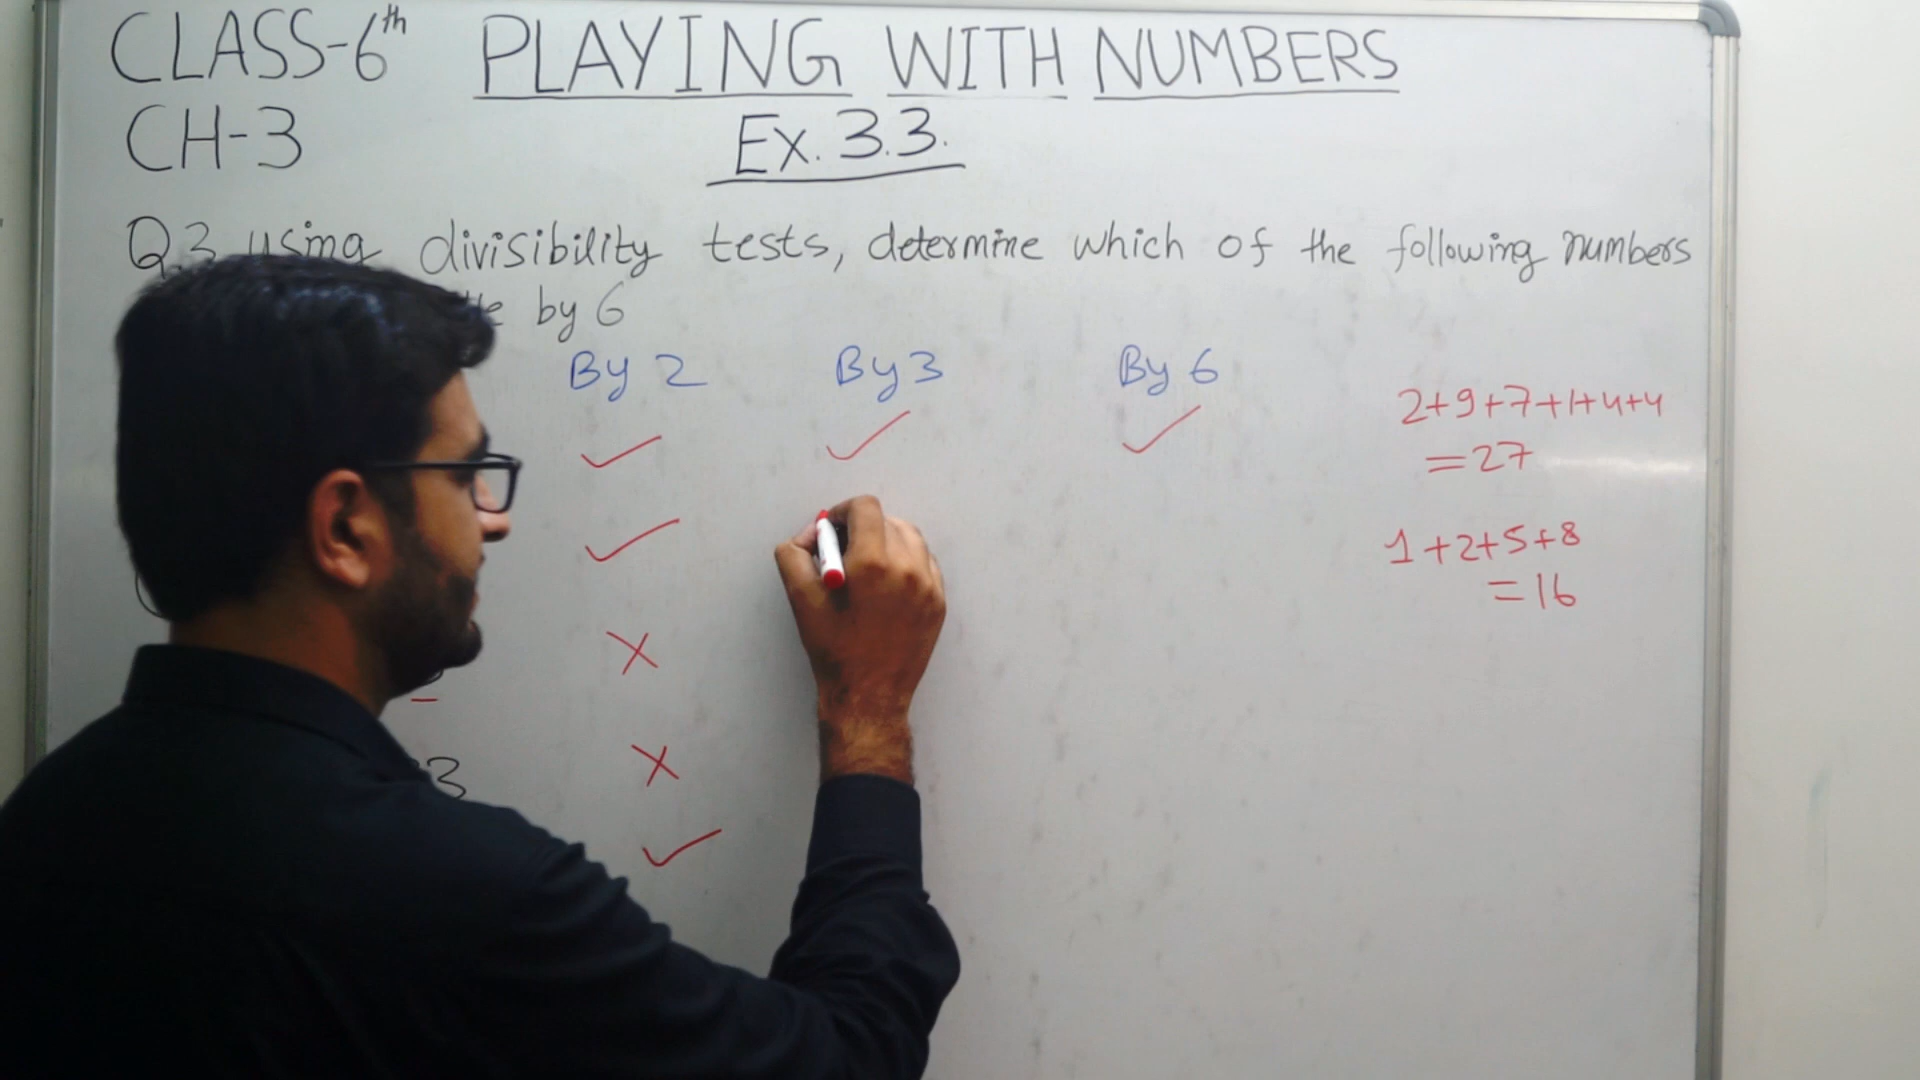 CLASS-6th PLAYING WITH NUMBERS
CH-3 Ex. 3.3.
Q.3 using divisibility tests, determine which of the following numbers
by 6
By 2 By 3 By 6
2+9+7+1+4+4
=27
1+2+5+8
=16
3